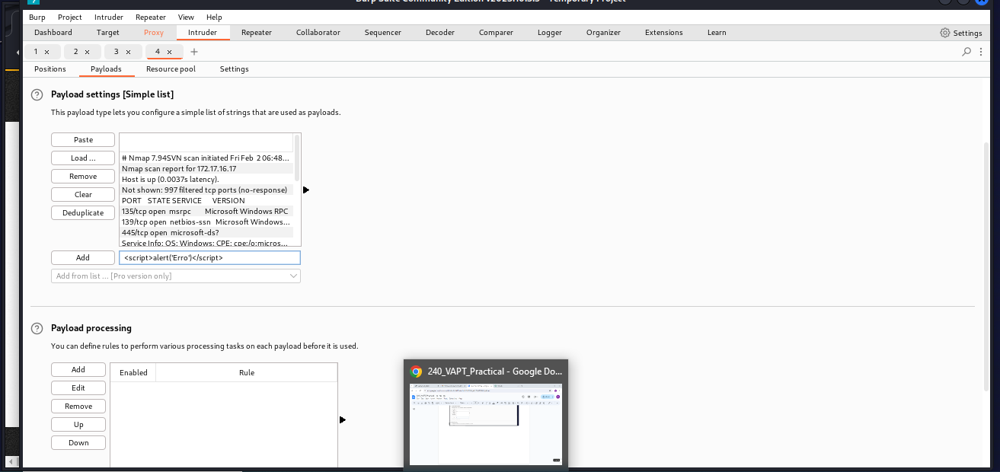 Burp Suite Community Edition v2023.10.3.5 - Temporary Project
Burp Project Intruder Repeater View Help
Dashboard Target Proxy Intruder Repeater Collaborator Sequencer Decoder Comparer Logger Organizer Extensions Learn Settings
1 × 2 × 3 × 4 × +
Positions Payloads Resource pool Settings
? Payload settings [Simple list]
This payload type lets you configure a simple list of strings that are used as payloads.
Paste
Load ... # Nmap 7.94SVN scan initiated Fri Feb 2 06:48...
Nmap scan report for 172.17.16.17
Remove Host is up (0.0037s latency).
Not shown: 997 filtered tcp ports (no-response)
Clear PORT STATE SERVICE VERSION
Deduplicate 135/tcp open msrpc Microsoft Windows RPC
139/tcp open netbios-ssn Microsoft Windows...
445/tcp open microsoft-ds?
Service Info: OS: Windows; CPE: cpe:/o:micros...
Add <script>alert('Erro')</script>
Add from list ... [Pro version only]
? Payload processing
You can define rules to perform various processing tasks on each payload before it is used.
Add Enabled Rule
Edit
Remove
Up
Down
240_VAPT_Practical - Google Do...